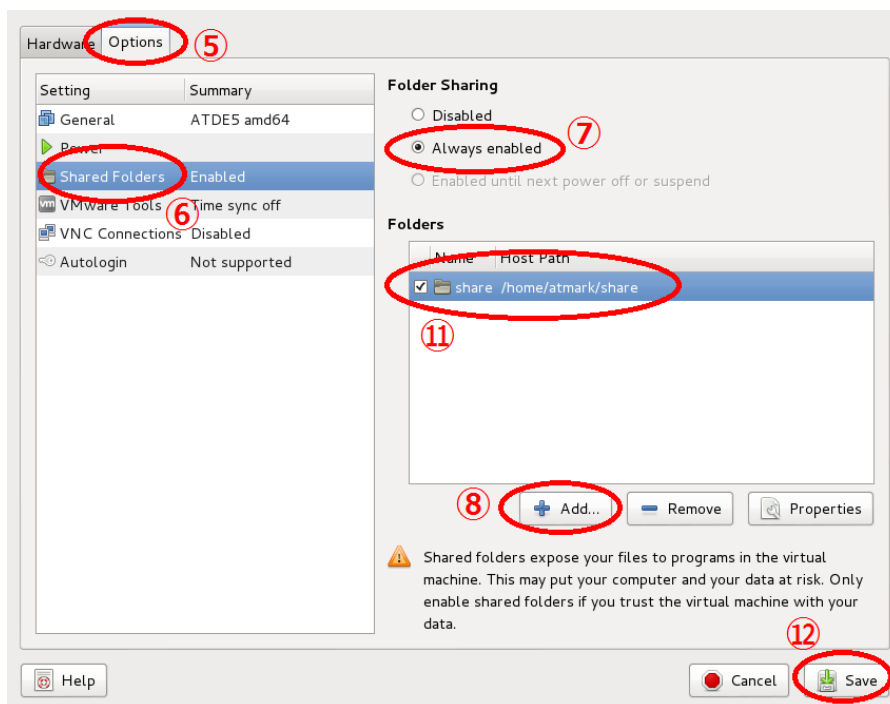 Hardware Options ⑤
Setting Summary
General ATDE5 amd64
Power
Shared Folders Enabled
⑥
VMware Tools Time sync off
VNC Connections Disabled
Autologin Not supported
Folder Sharing
Disabled
⑦
Always enabled
Enabled until next power off or suspend
Folders
Name Host Path
share /home/atmark/share
⑪
⑧ Add... Remove Properties
Shared folders expose your files to programs in the virtual
machine. This may put your computer and your data at risk. Only
enable shared folders if you trust the virtual machine with your
data.
⑫
Help Cancel Save